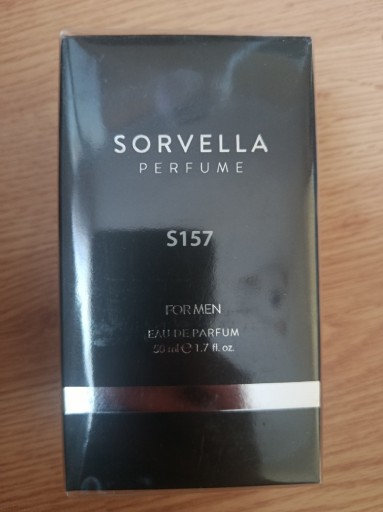 SORVELLA
PERFUME
S157
FOR MEN
EAU DE PARFUM
50 ml ℮ 1.7 fl. oz.